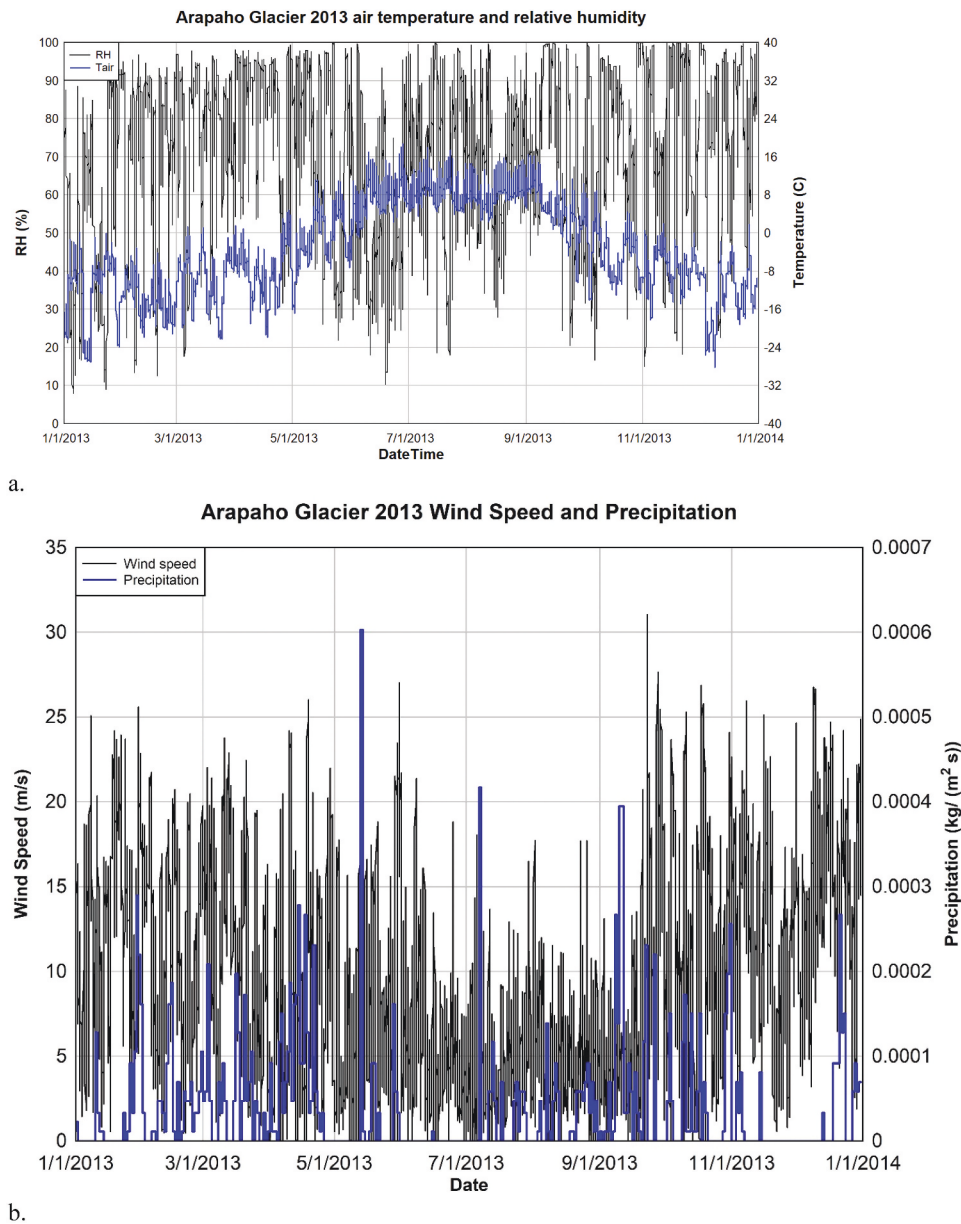 Arapaho Glacier 2013 air temperature and relative humidity
RH
Tair
100
90
80
70
60
50
40
30
20
10
0
RH (%)
40
32
24
16
8
0
-8
-16
-24
-32
-40
Temperature (C)
1/1/2013 3/1/2013 5/1/2013 7/1/2013 9/1/2013 11/1/2013 1/1/2014
DateTime
a.
Arapaho Glacier 2013 Wind Speed and Precipitation
Wind speed
Precipitation
35
30
25
20
15
10
5
0
Wind Speed (m/s)
0.0007
0.0006
0.0005
0.0004
0.0003
0.0002
0.0001
0
Precipitation (kg/ (m² s))
1/1/2013 3/1/2013 5/1/2013 7/1/2013 9/1/2013 11/1/2013 1/1/2014
Date
b.